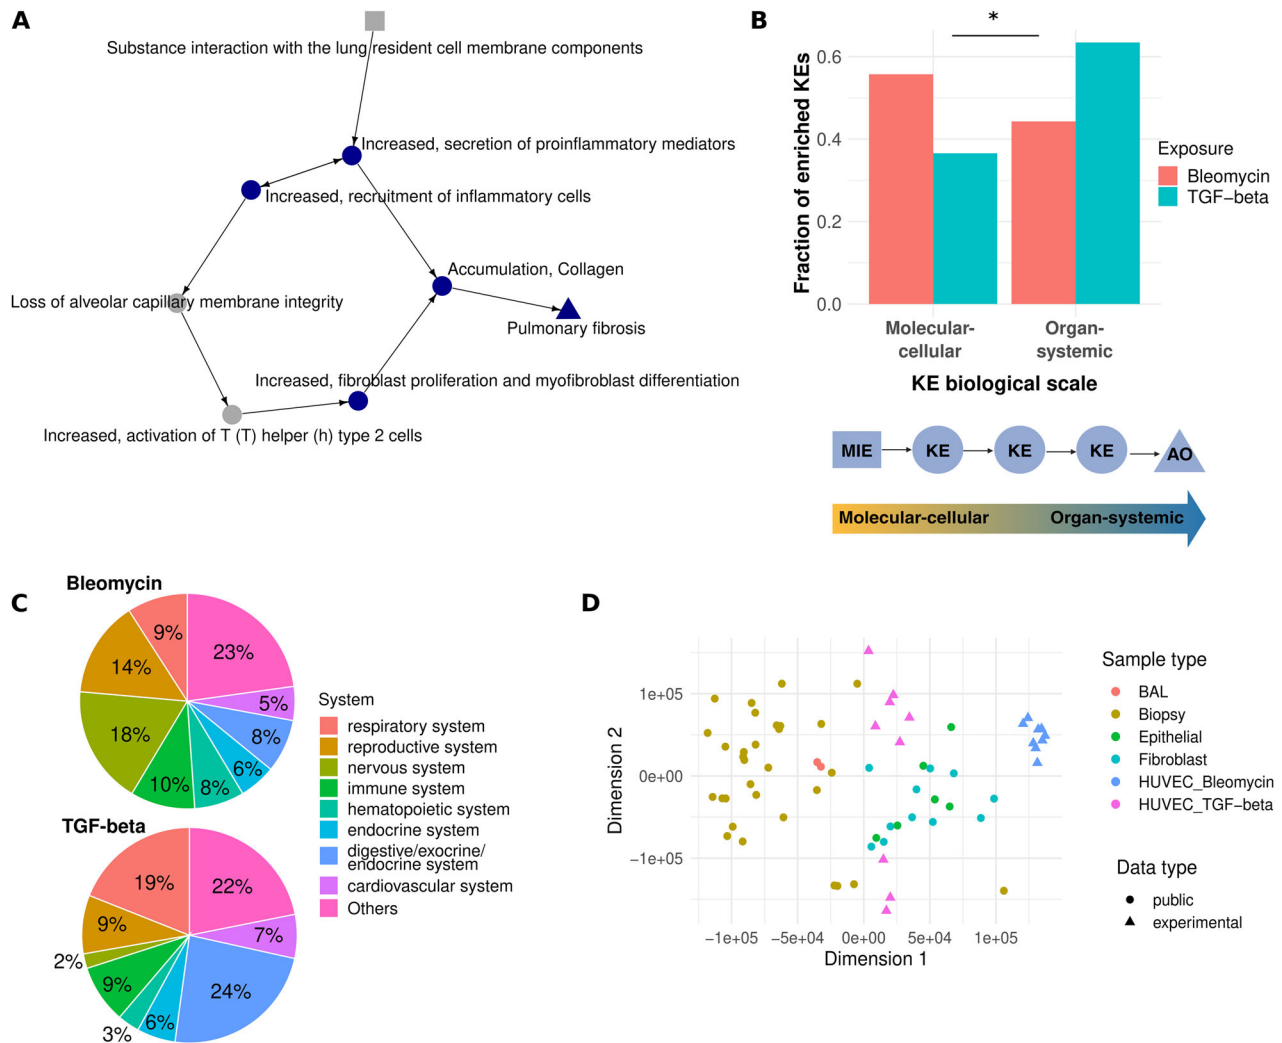 A
Substance interaction with the lung resident cell membrane components
Increased, secretion of proinflammatory mediators
Increased, recruitment of inflammatory cells
Accumulation, Collagen
Loss of alveolar capillary membrane integrity
Pulmonary fibrosis
Increased, fibroblast proliferation and myofibroblast differentiation
Increased, activation of T (T) helper (h) type 2 cells
B
*
0.6
0.4
0.2
0.0
Fraction of enriched KEs
Molecular-
cellular
Organ-
systemic
KE biological scale
Exposure
Bleomycin
TGF−beta
MIE
KE
KE
KE
AO
Molecular-cellular
Organ-systemic
C
Bleomycin
9%
23%
14%
5%
18%
8%
6%
10%
8%
TGF-beta
19%
22%
9%
7%
2%
24%
9%
6%
3%
System
respiratory system
reproductive system
nervous system
immune system
hematopoietic system
endocrine system
digestive/exocrine/
endocrine system
cardiovascular system
Others
D
1e+05
0e+00
−1e+05
Dimension 2
−1e+05
−5e+04
0e+00
5e+04
1e+05
Dimension 1
Sample type
BAL
Biopsy
Epithelial
Fibroblast
HUVEC_Bleomycin
HUVEC_TGF−beta
Data type
public
experimental